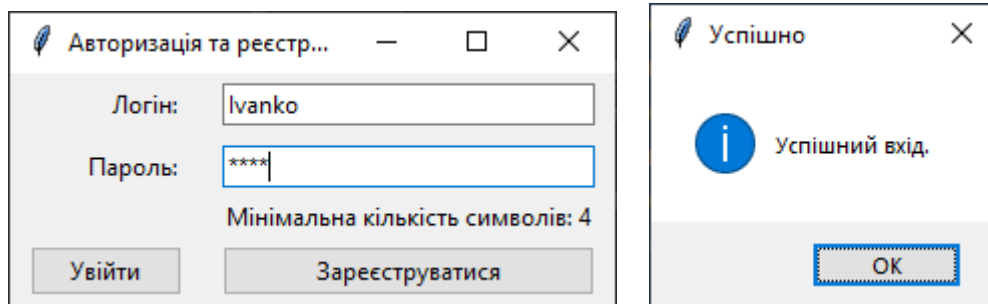 Авторизація та реєстр...
Логін:
Ivanko
Пароль:
****
Мінімальна кількість символів: 4
Увійти
Зареєструватися
Успішно
Успішний вхід.
OK